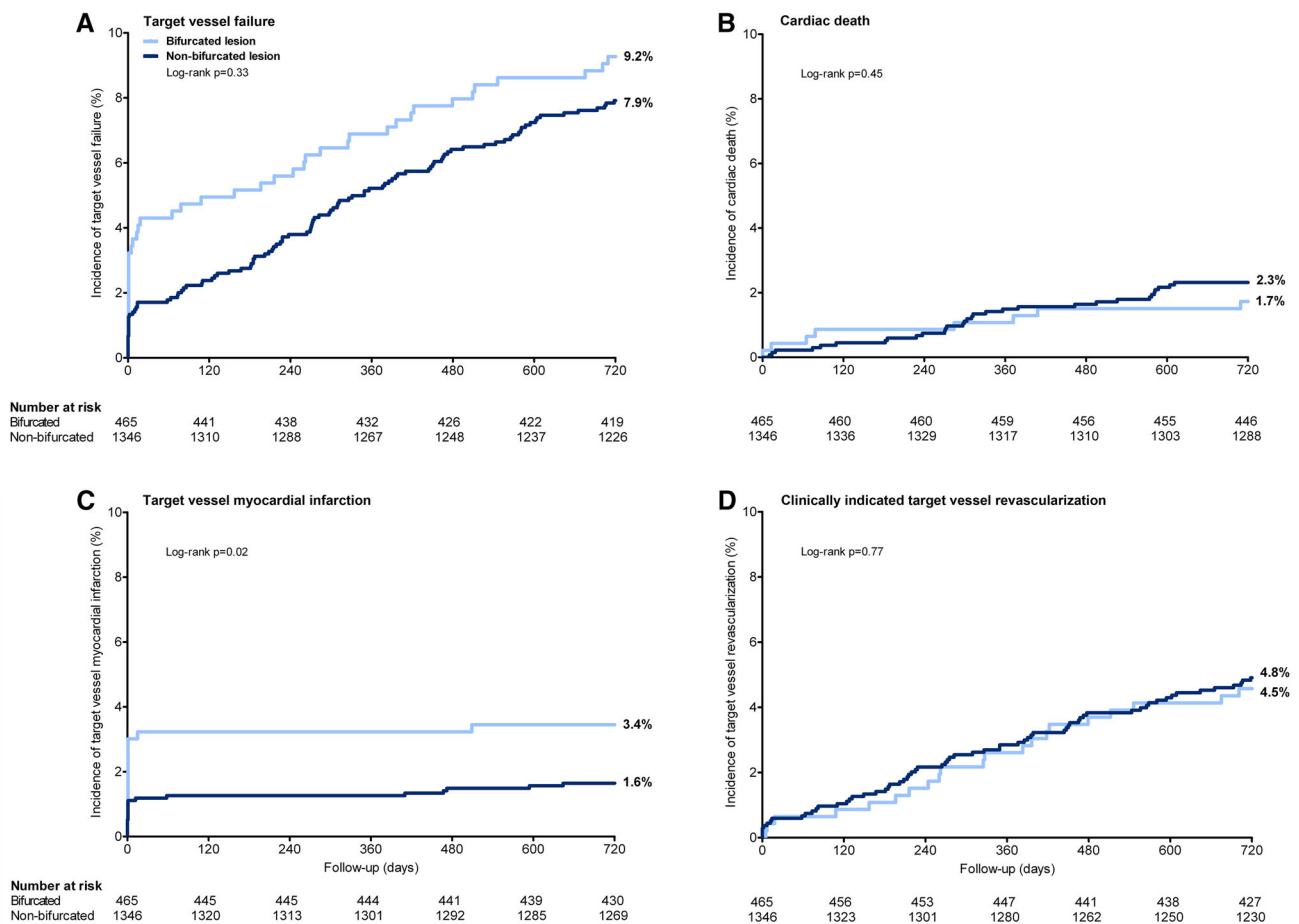 A Target vessel failure
Bifurcated lesion
Non-bifurcated lesion
Log-rank p=0.33
Incidence of target vessel failure (%)
10
8
6
4
2
0
9.2%
7.9%
0 120 240 360 480 600 720
Number at risk
Bifurcated 465 441 438 432 426 422 419
Non-bifurcated 1346 1310 1288 1267 1248 1237 1226
B Cardiac death
Log-rank p=0.45
Incidence of cardiac death (%)
10
8
6
4
2
0
2.3%
1.7%
0 120 240 360 480 600 720
465 460 460 459 456 455 446
1346 1336 1329 1317 1310 1303 1288
C Target vessel myocardial infarction
Log-rank p=0.02
Incidence of target vessel myocardial infarction (%)
10
8
6
4
2
0
3.4%
1.6%
0 120 240 360 480 600 720
Follow-up (days)
Number at risk
Bifurcated 465 445 445 444 441 439 430
Non-bifurcated 1346 1320 1313 1301 1292 1285 1269
D Clinically indicated target vessel revascularization
Log-rank p=0.77
Incidence of target vessel revascularization (%)
10
8
6
4
2
0
4.8%
4.5%
0 120 240 360 480 600 720
Follow-up (days)
465 456 453 447 441 438 427
1346 1323 1301 1280 1262 1250 1230